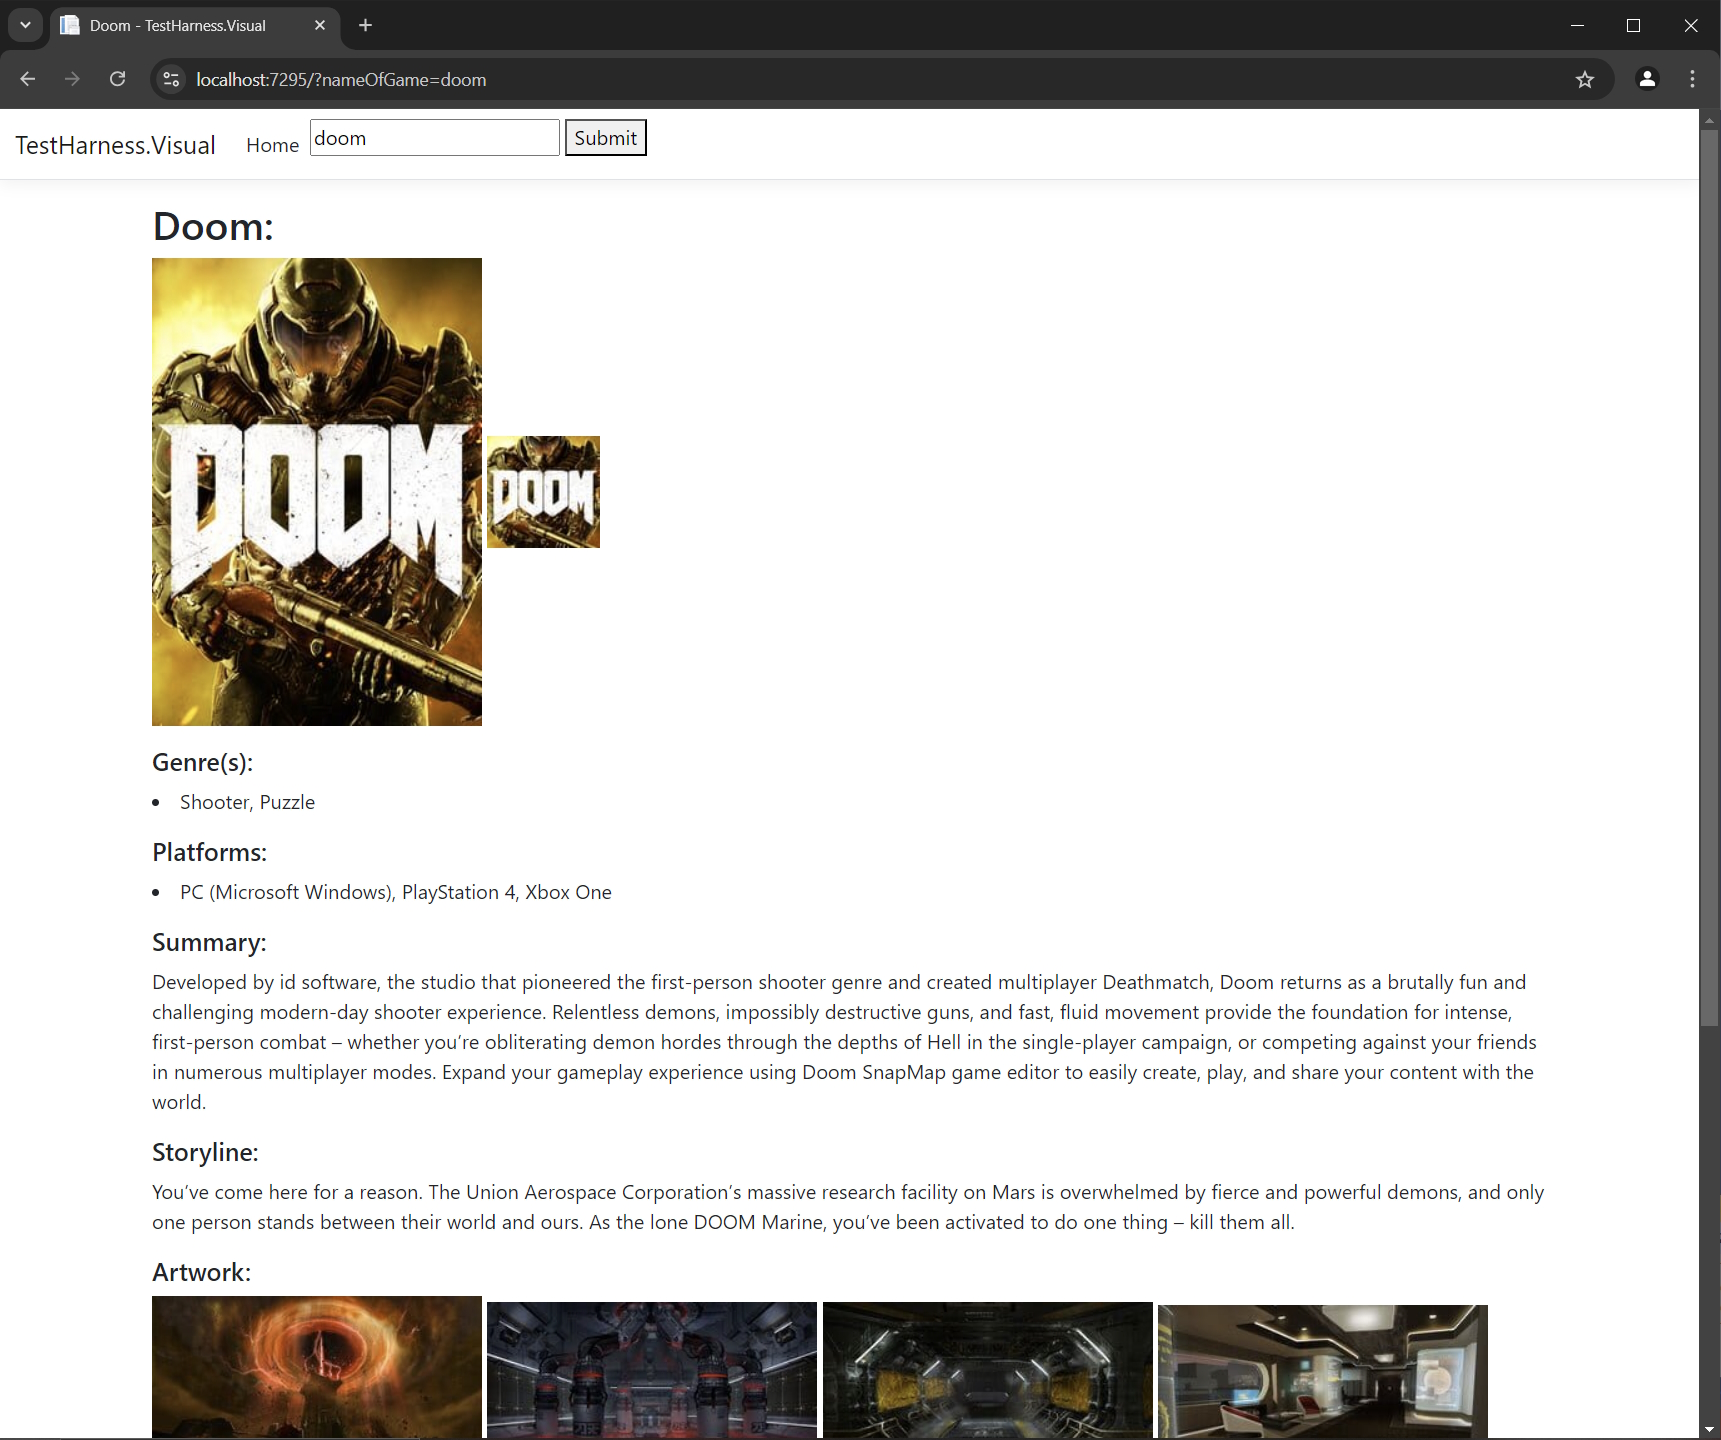 Doom - TestHarness.Visual
localhost:7295/?nameOfGame=doom
TestHarness.Visual Home doom Submit
Doom:
DOOM
DOOM
Genre(s):
• Shooter, Puzzle
Platforms:
• PC (Microsoft Windows), PlayStation 4, Xbox One
Summary:
Developed by id software, the studio that pioneered the first-person shooter genre and created multiplayer Deathmatch, Doom returns as a brutally fun and
challenging modern-day shooter experience. Relentless demons, impossibly destructive guns, and fast, fluid movement provide the foundation for intense,
first-person combat – whether you’re obliterating demon hordes through the depths of Hell in the single-player campaign, or competing against your friends
in numerous multiplayer modes. Expand your gameplay experience using Doom SnapMap game editor to easily create, play, and share your content with the
world.
Storyline:
You’ve come here for a reason. The Union Aerospace Corporation’s massive research facility on Mars is overwhelmed by fierce and powerful demons, and only
one person stands between their world and ours. As the lone DOOM Marine, you’ve been activated to do one thing – kill them all.
Artwork: